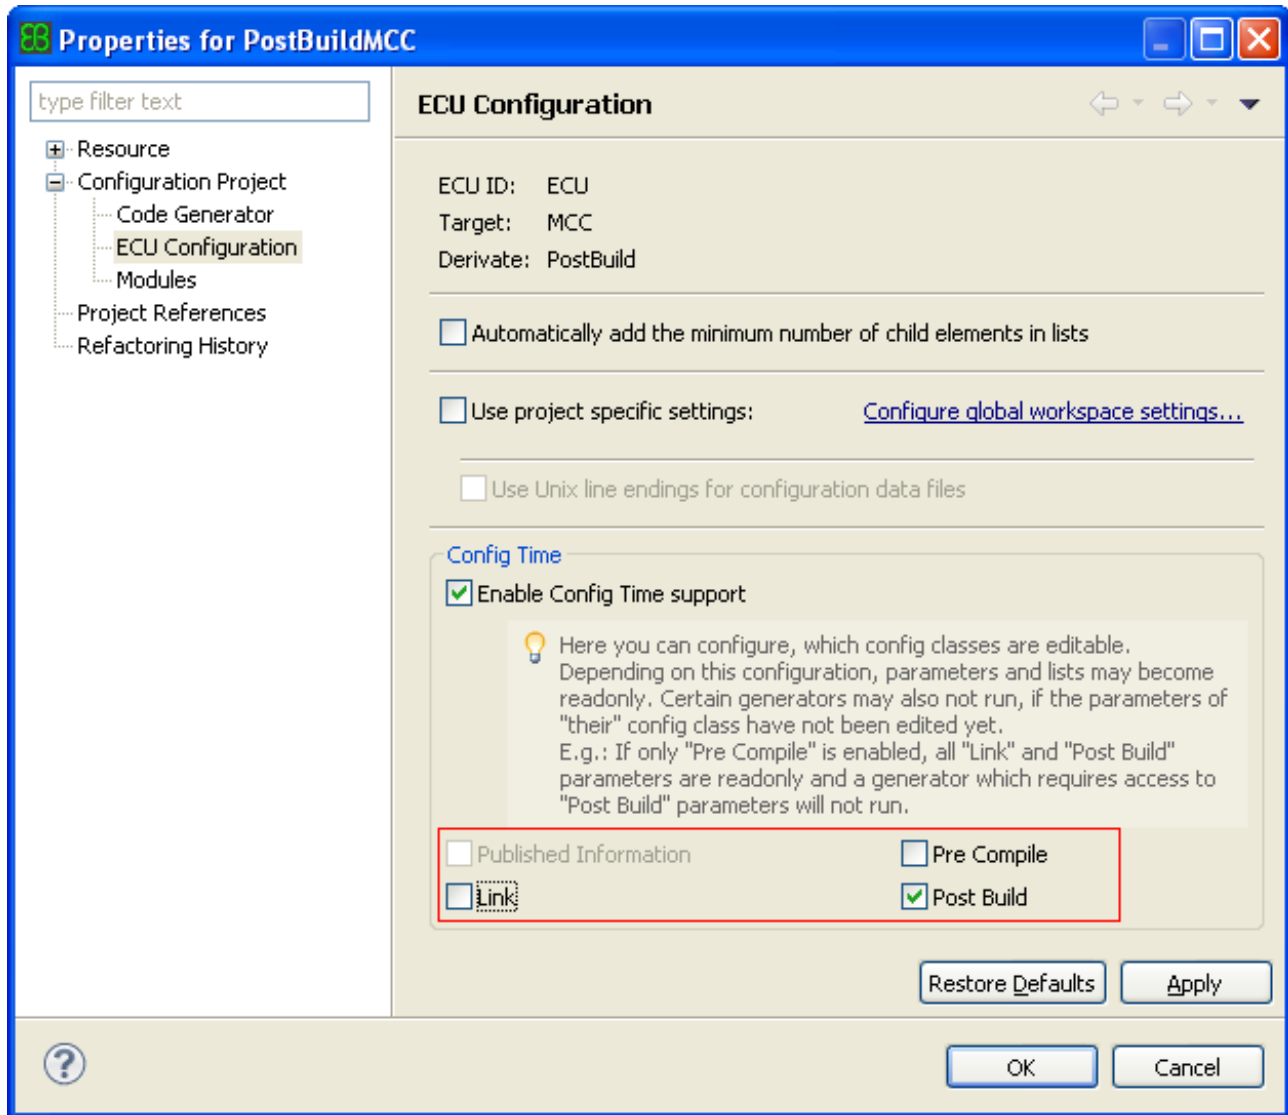 EB Properties for PostBuildMCC
type filter text
ECU Configuration
Resource
Configuration Project
Code Generator
ECU Configuration
Modules
Project References
Refactoring History
ECU ID: ECU
Target: MCC
Derivate: PostBuild
Automatically add the minimum number of child elements in lists
Use project specific settings: Configure global workspace settings...
Use Unix line endings for configuration data files
Config Time
Enable Config Time support
Here you can configure, which config classes are editable.
Depending on this configuration, parameters and lists may become
readonly. Certain generators may also not run, if the parameters of
"their" config class have not been edited yet.
E.g.: If only "Pre Compile" is enabled, all "Link" and "Post Build"
parameters are readonly and a generator which requires access to
"Post Build" parameters will not run.
Published Information Pre Compile
Link Post Build
Restore Defaults Apply
? OK Cancel